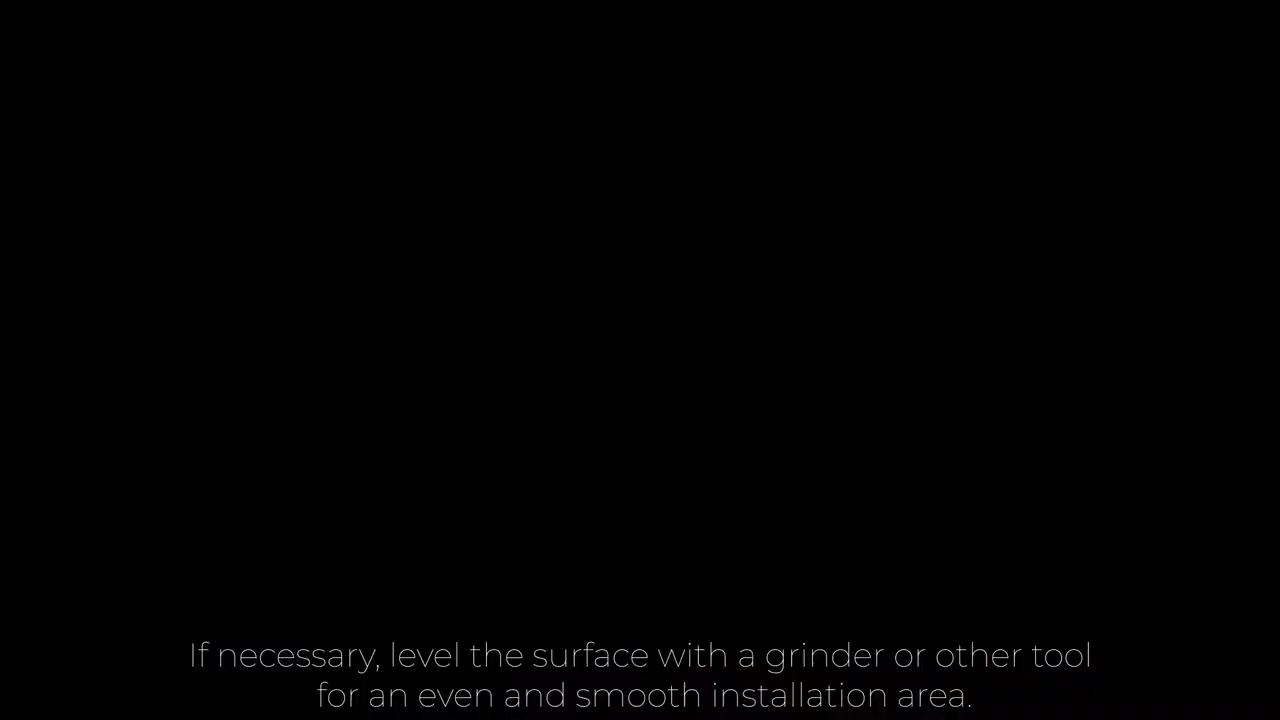 If necessary, level the surface with a grinder or other tool
for an even and smooth installation area.